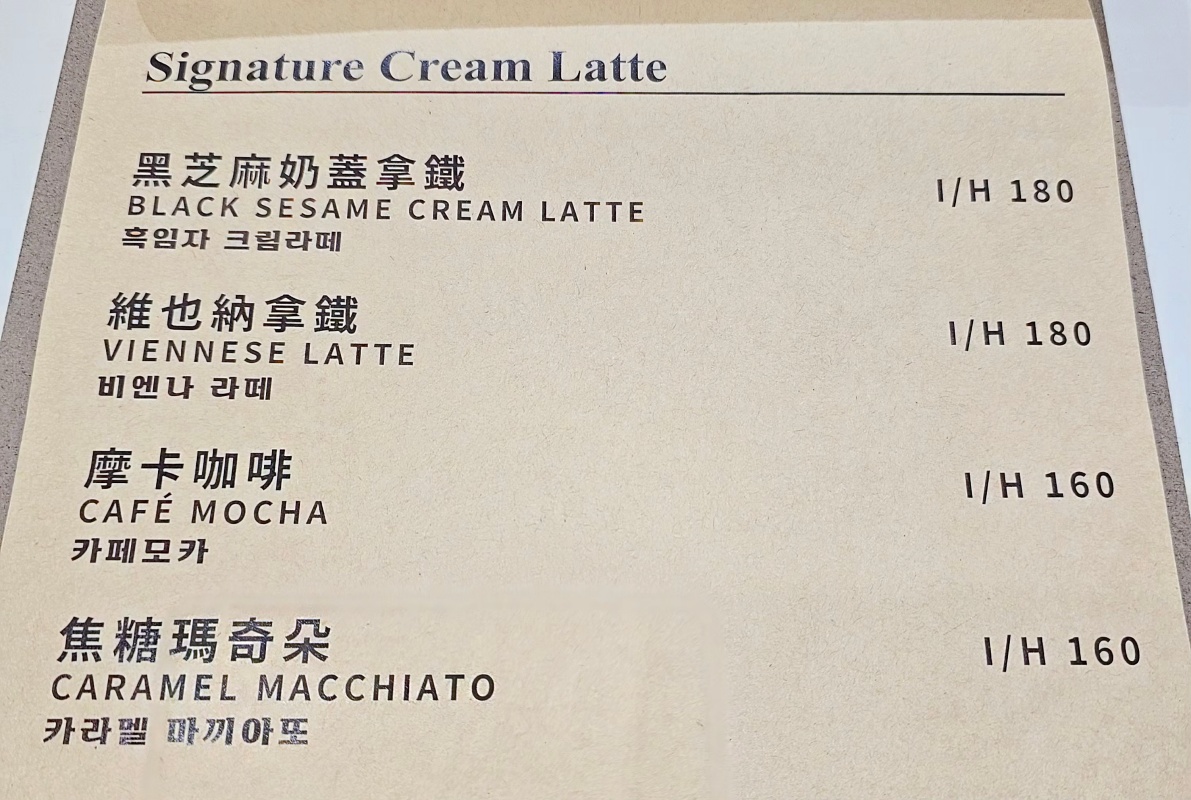 Signature Cream Latte
黑芝麻奶蓋拿鐵
I/H 180
BLACK SESAME CREAM LATTE
흑임자 크림라떼
維也納拿鐵
I/H 180
VIENNESE LATTE
비엔나 라떼
摩卡咖啡
I/H 160
CAFÉ MOCHA
카페모카
焦糖瑪奇朵
I/H 160
CARAMEL MACCHIATO
카라멜 마끼아또